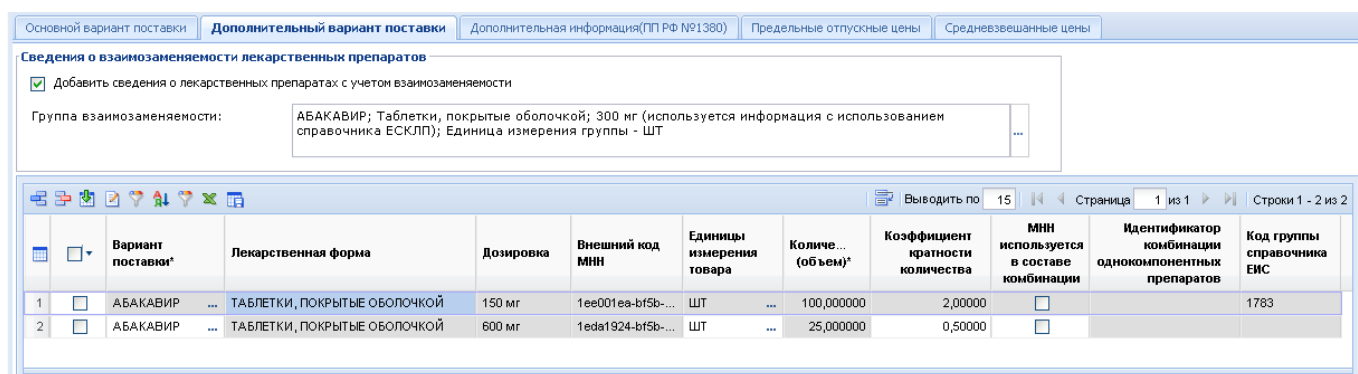 Основной вариант поставки Дополнительный вариант поставки Дополнительная информация(ПП РФ №1380) Предельные отпускные цены Средневзвешанные цены
Сведения о взаимозаменяемости лекарственных препаратов
Добавить сведения о лекарственных препаратах с учетом взаимозаменяемости
Группа взаимозаменяемости: АБАКАВИР; Таблетки, покрытые оболочкой; 300 мг (используется информация с использованием
справочника ЕСКЛП); Единица измерения группы - ШТ ...
Выводить по 15 Страница 1 из 1 Строки 1 - 2 из 2
Вариант поставки* Лекарственная форма Дозировка Внешний код МНН Единицы измерения товара Количе... (объем)* Коэффициент кратности количества МНН используется в составе комбинации Идентификатор комбинации однокомпонентных препаратов Код группы справочника ЕИС
1 АБАКАВИР ... ТАБЛЕТКИ, ПОКРЫТЫЕ ОБОЛОЧКОЙ 150 мг 1ee001ea-bf5b-... ШТ ... 100,000000 2,00000 1783
2 АБАКАВИР ... ТАБЛЕТКИ, ПОКРЫТЫЕ ОБОЛОЧКОЙ 600 мг 1eda1924-bf5b-... ШТ ... 25,000000 0,50000